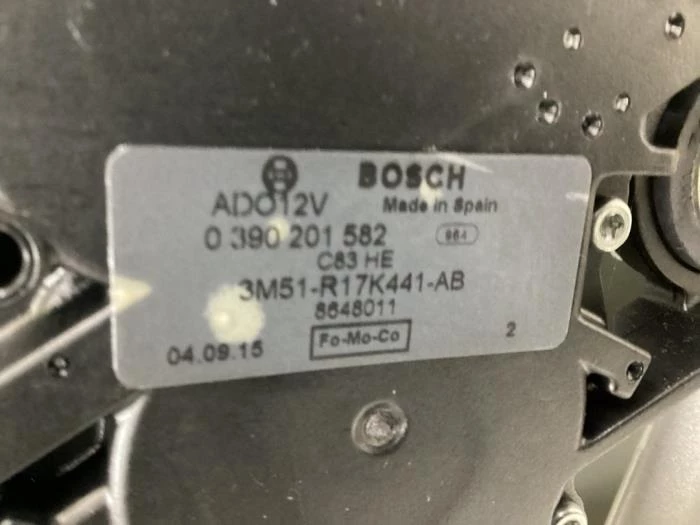 BOSCH
ADO12V Made in Spain
0 390 201 582 964
C83 HE
3M51-R17K441-AB
8648011
04.09.15 Fo-Mo-Co 2